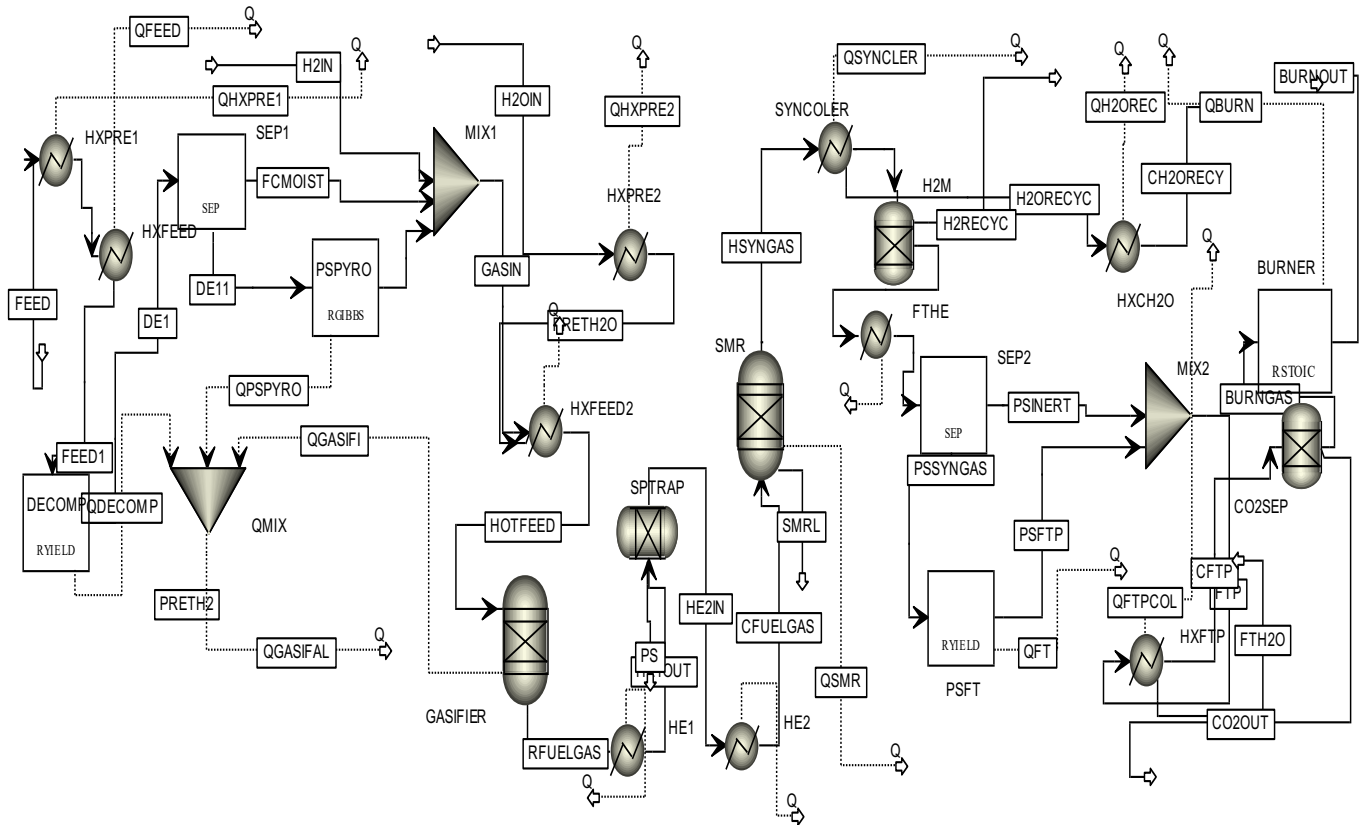 QFEED
Q
Q
H2IN
QHXPRE1
HXPRE1
SEP1
SEP
FCMOIST
MIX1
H2OIN
Q
QHXPRE2
HXPRE2
HXFEED
FEED
DE1
DE11
PSPYRO
RGIBBS
GASIN
Q
PRETH2O
HXFEED2
QPSPYRO
QGASIFI
FEED1
DECOMP
RYIELD
QDECOMP
QMIX
PRETH2
QGASIFAL
Q
HOTFEED
GASIFIER
RFUELGAS
HE1
Q
SPTRAP
PS
OUT
HE2IN
HE2
Q
CFUELGAS
SMRL
SMR
HSYNGAS
QSMR
Q
QSYNCLER
Q
SYNCOLER
H2M
H2RECYC
H2ORECYC
FTHE
Q
SEP2
SEP
PSSYNGAS
PSINERT
PSFTP
RYIELD
PSFT
QFT
Q
Q
QH2OREC
Q
QBURN
CH2ORECY
HXCH2O
Q
BURNOUT
BURNER
RSTOIC
MIX2
BURNGAS
CO2SEP
CFTP
FTP
QFTPCOL
HXFTP
FTH2O
CO2OUT